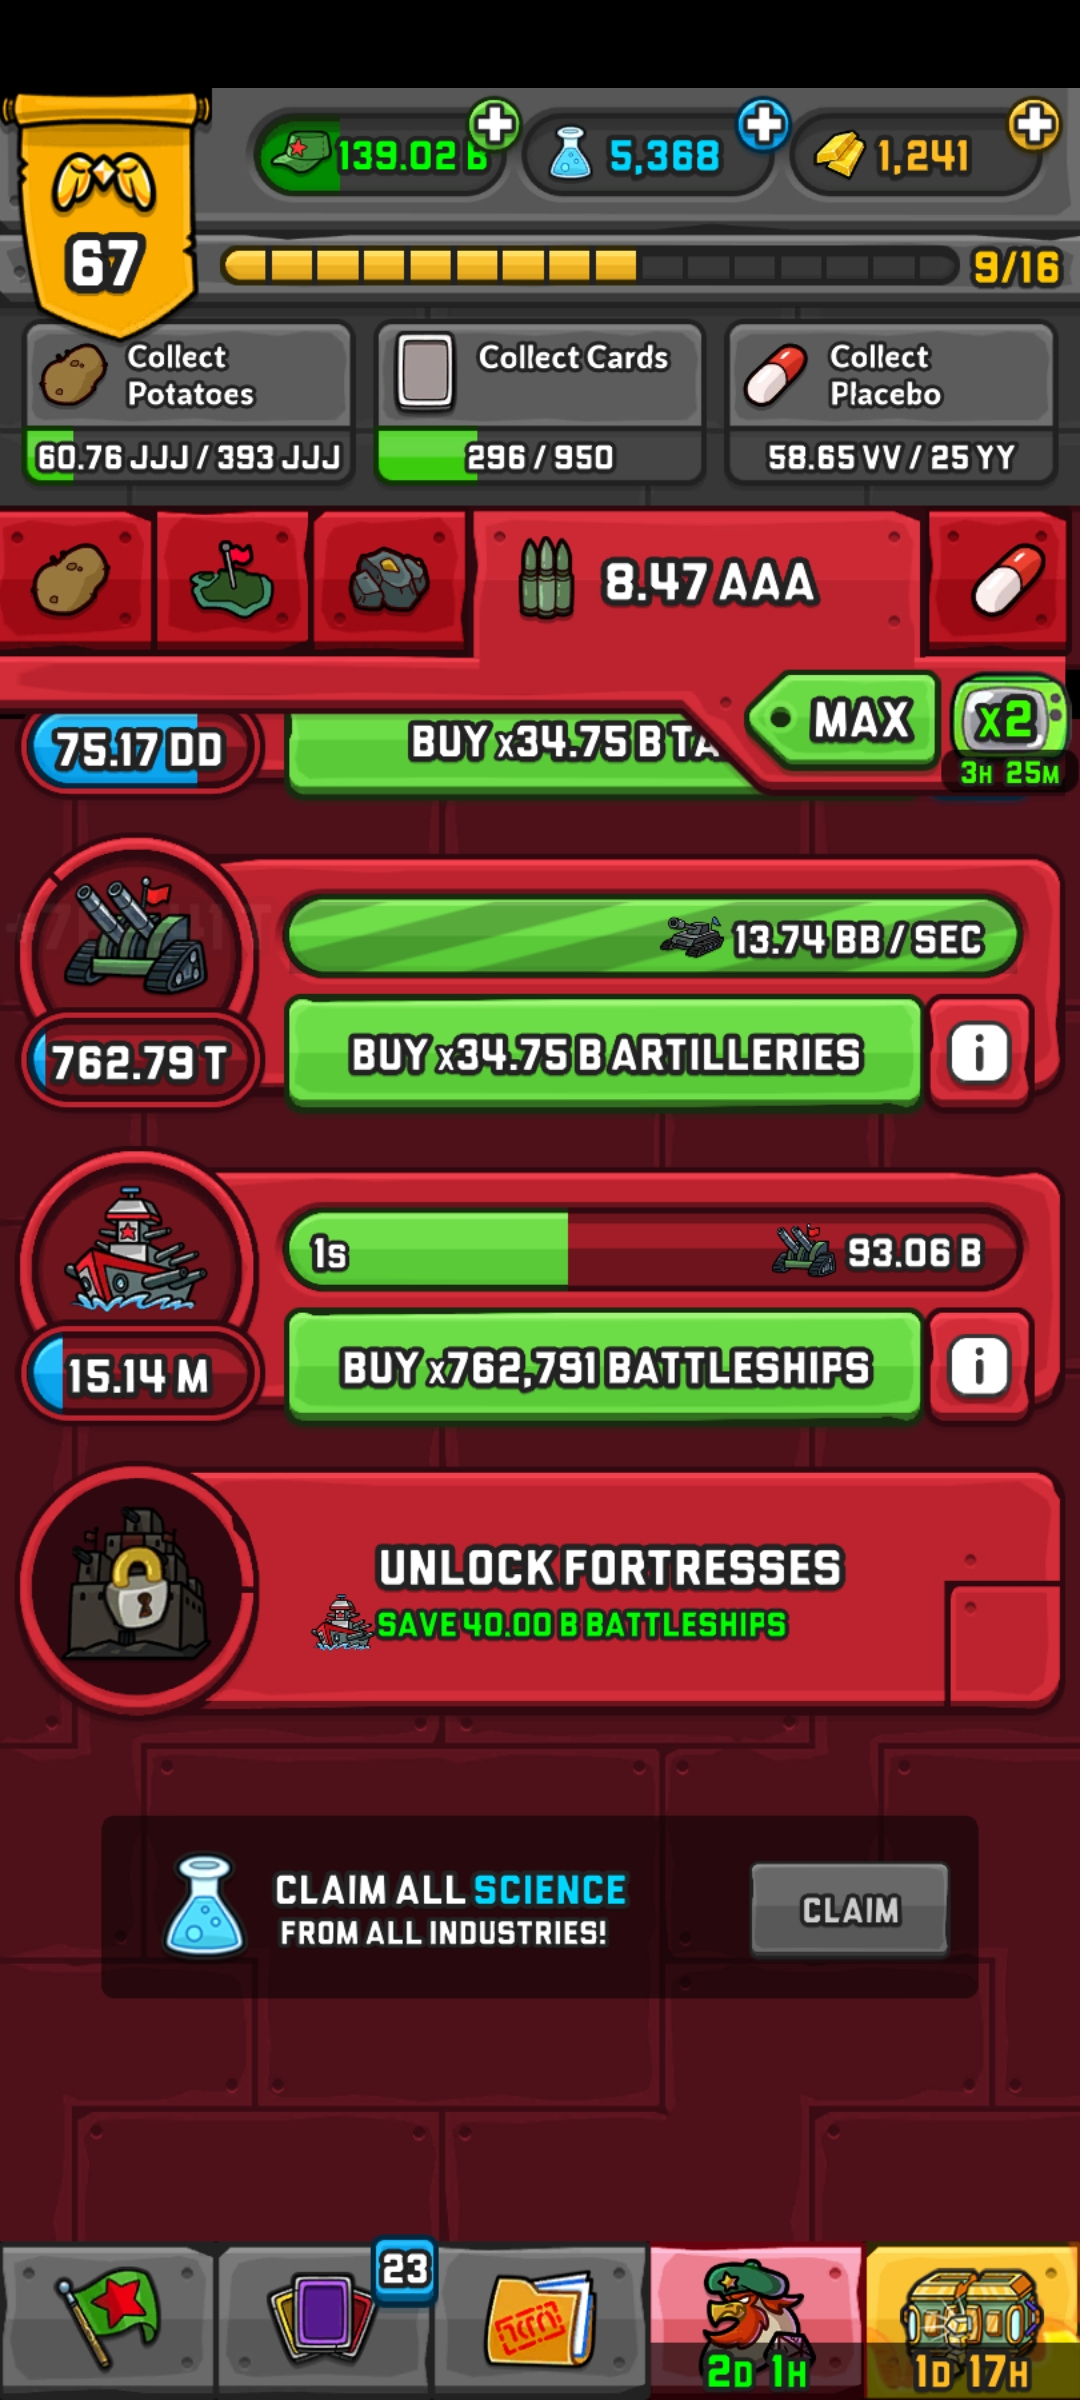 139.02 B
5,368
1,241
67
9/16
Collect
Potatoes
60.76 JJJ / 393 JJJ
Collect Cards
296 / 950
Collect
Placebo
58.65 VV / 25 YY
8.47 AAA
MAX
x2
3H 25M
75.17 DD
BUY x34.75 B TA
13.74 BB / SEC
762.79 T
BUY x34.75 B ARTILLERIES
i
1s
93.06 B
15.14 M
BUY x762,791 BATTLESHIPS
i
UNLOCK FORTRESSES
SAVE 40.00 B BATTLESHIPS
CLAIM ALL SCIENCE
FROM ALL INDUSTRIES!
CLAIM
23
2D 1H
1D 17H